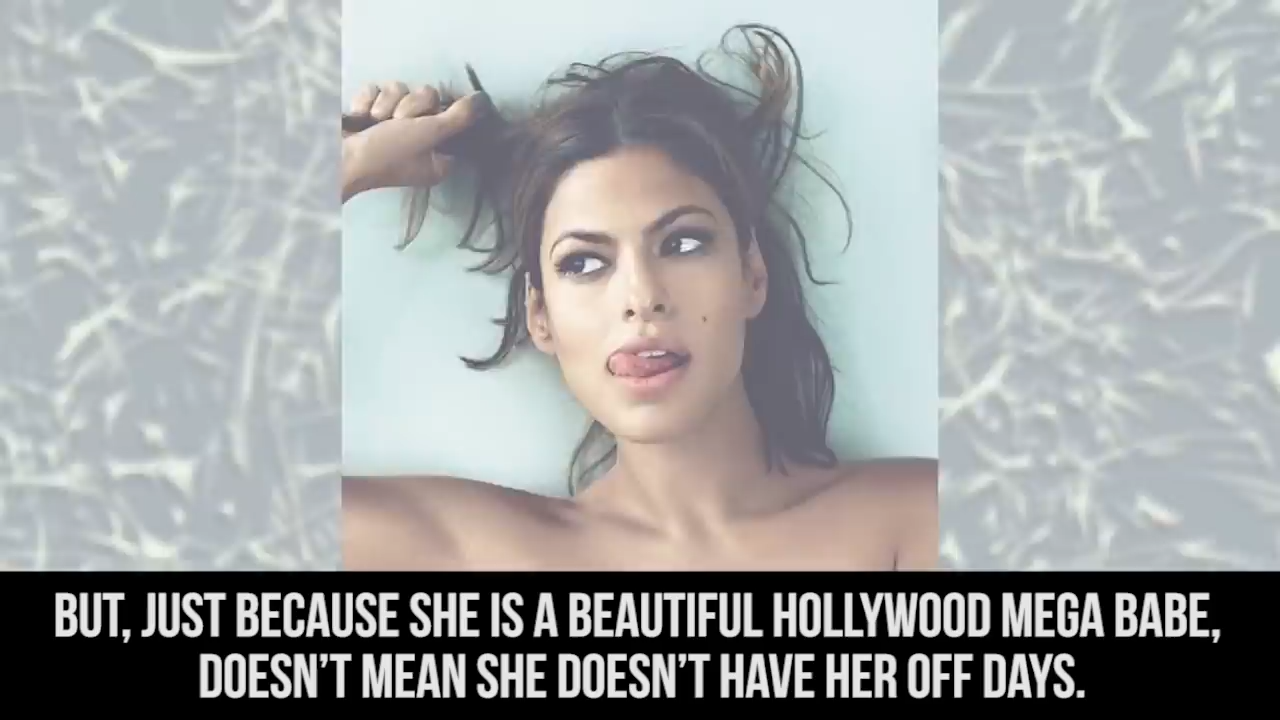 BUT, JUST BECAUSE SHE IS A BEAUTIFUL HOLLYWOOD MEGA BABE,
DOESN'T MEAN SHE DOESN'T HAVE HER OFF DAYS.